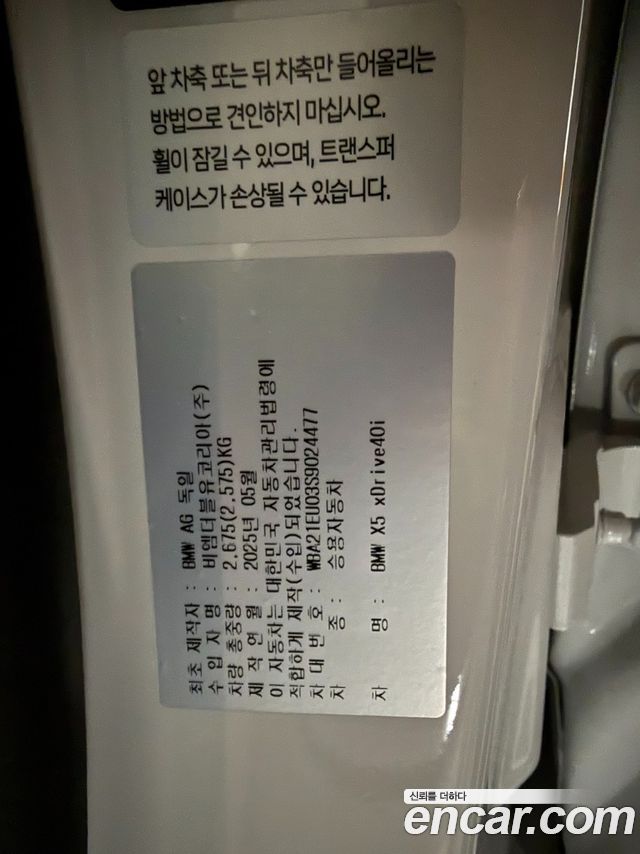 앞 차축 또는 뒤 차축만 들어올리는
방법으로 견인하지 마십시오.
휠이 잠길 수 있으며, 트랜스퍼
케이스가 손상될 수 있습니다.
최초 제작자 : BMW AG 독일
수 입 자 명 : 비엠더블유코리아(주)
차량 총중량 : 2,675(2,575)KG
제 작 연 월 : 2025년 05월
이 자동차는 대한민국 자동차관리법령에
적합하게 제작(수입)되었습니다.
차 대 번 호 : WBA21EU03S9024477
차 종 : 승용자동차
차 명 : BMW X5 xDrive40i
신뢰를 더하다
encar.com